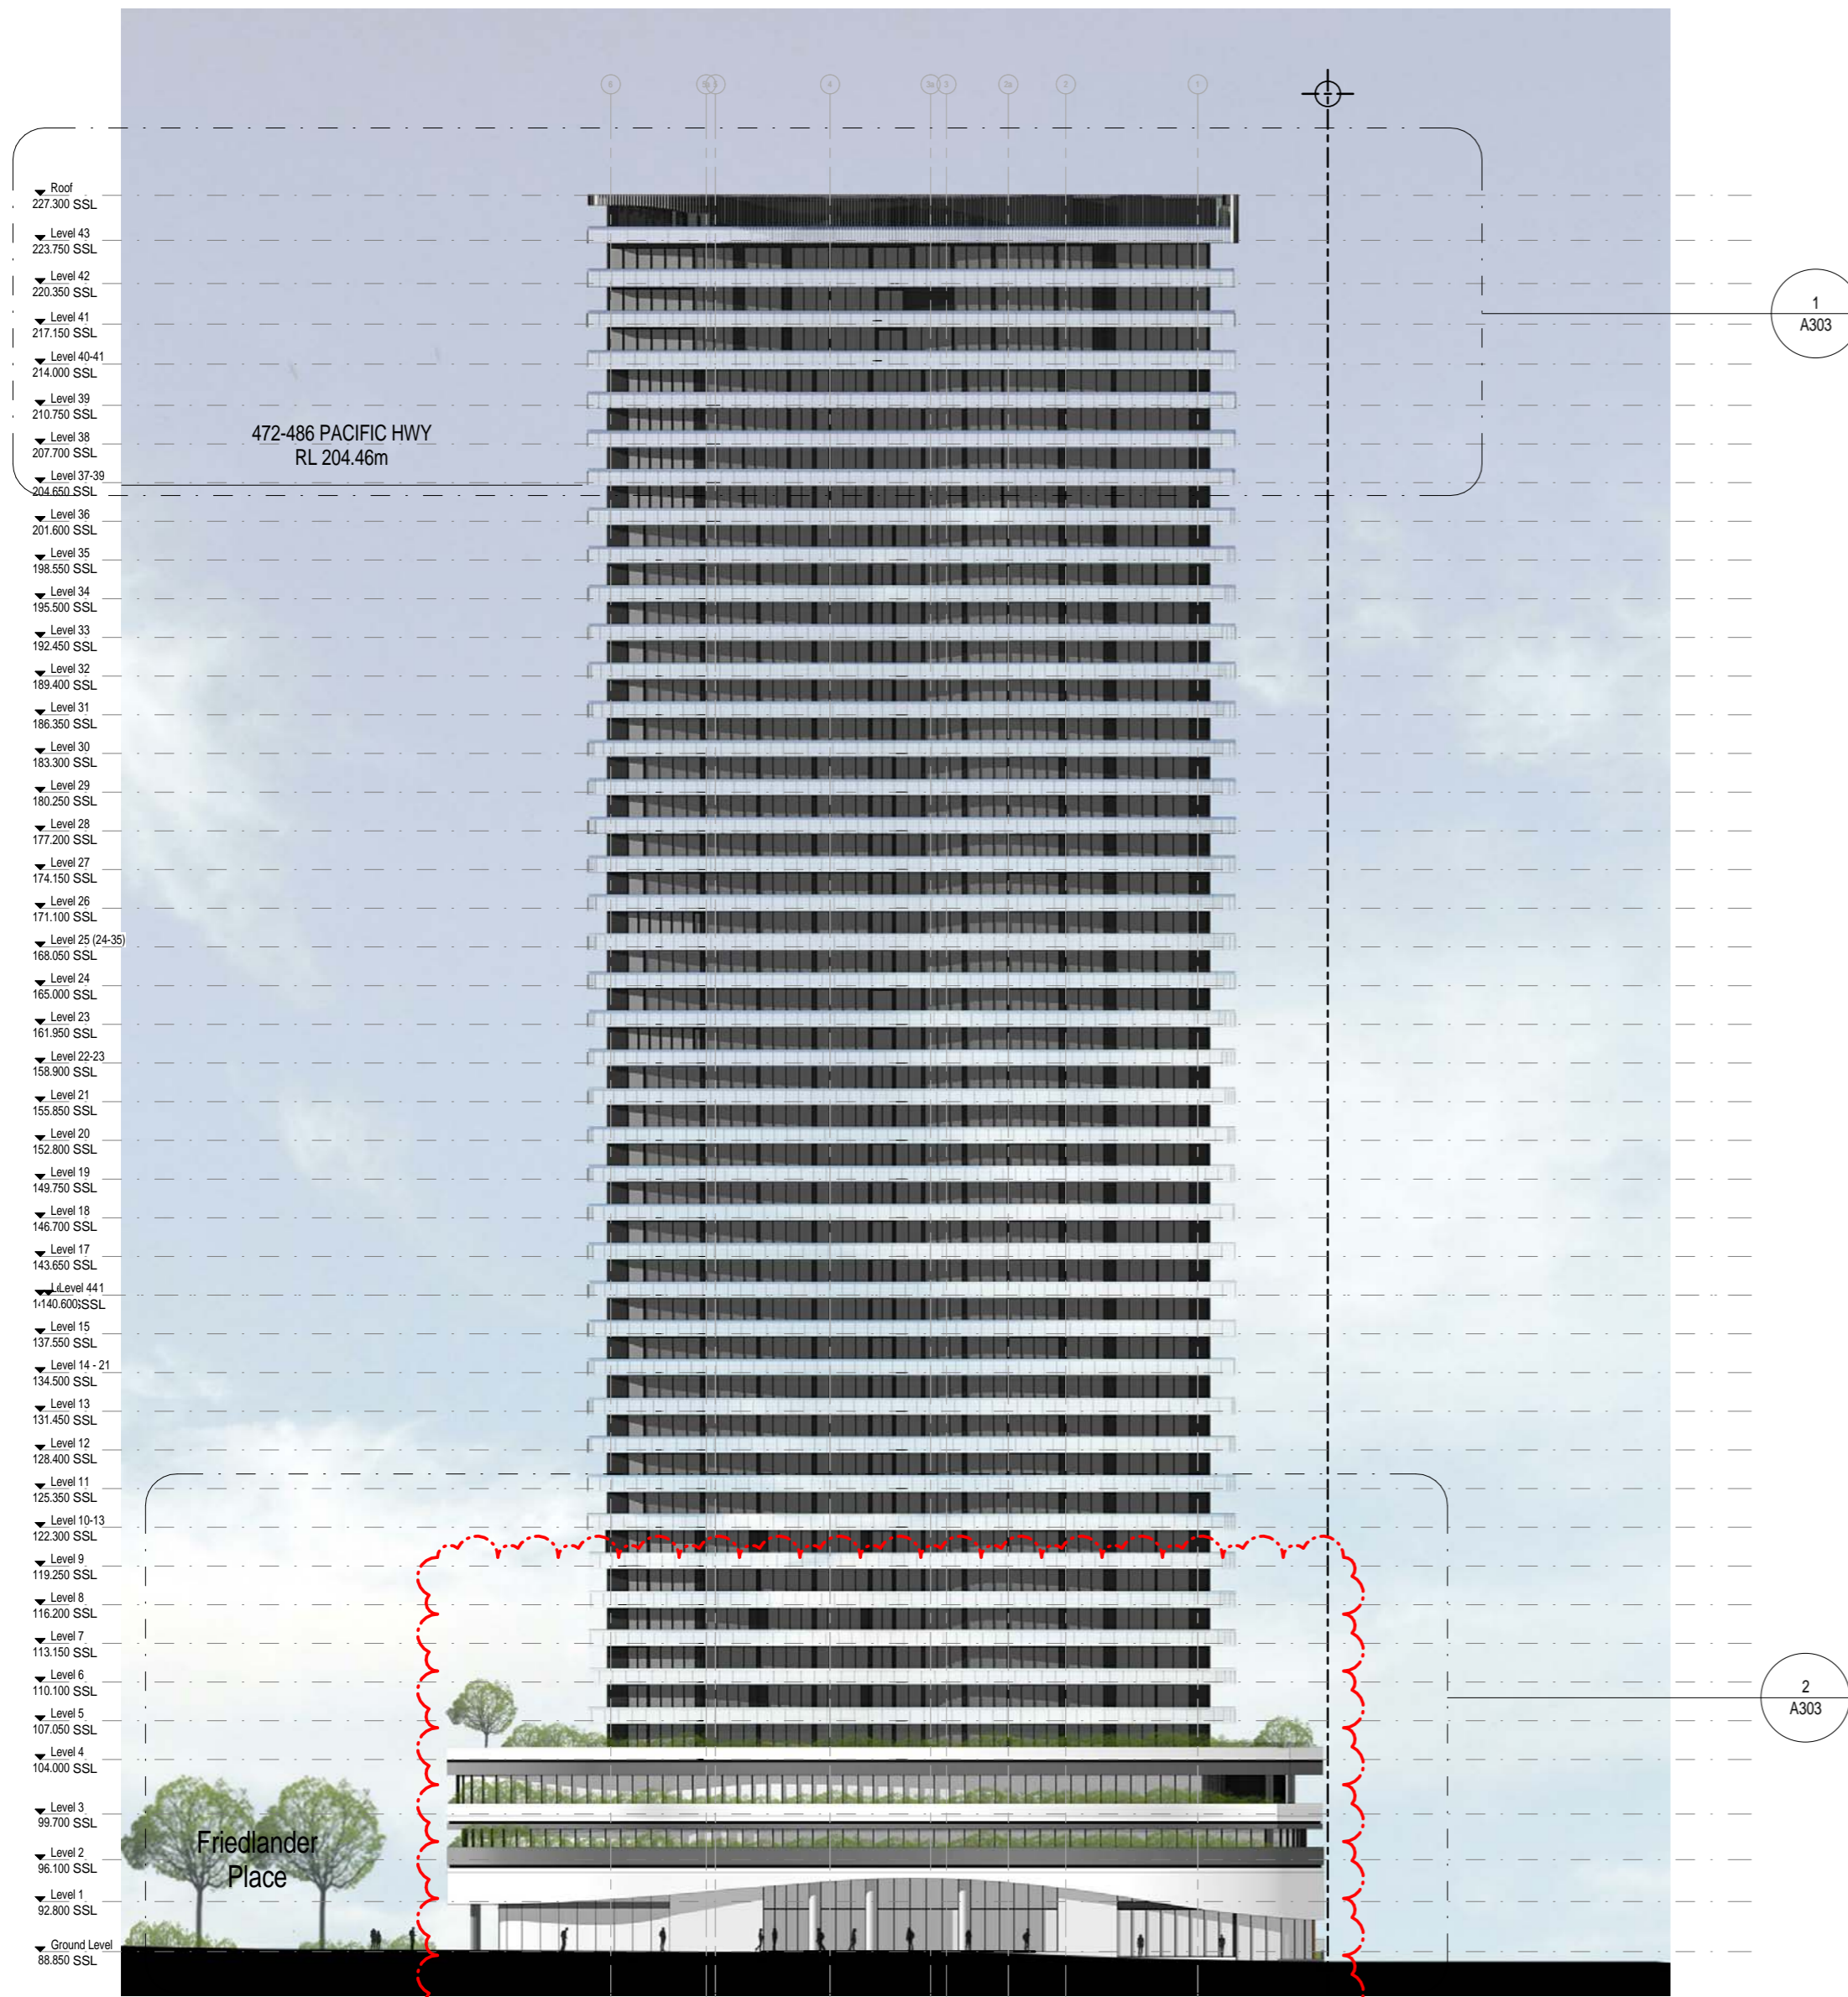 6
4
3
2
1
Roof
227.300 SSL
Level 43
223.750 SSL
Level 42
220.350 SSL
1
A303
Level 41
217.150 SSL
Level 40-41
214.000 SSL
Level 39
210.750 SSL
472-486 PACIFIC HWY
RL 204.46m
Level 38
207.700 SSL
Level 37-39
204.650 SSL
Level 36
201.600 SSL
Level 35
198.550 SSL
Level 34
195.500 SSL
Level 33
192.450 SSL
Level 32
189.400 SSL
Level 31
186.350 SSL
Level 30
183.300 SSL
Level 29
180.250 SSL
Level 28
177.200 SSL
Level 27
174.150 SSL
Level 26
171.100 SSL
Level 25 (24-35)
168.050 SSL
Level 24
165.000 SSL
Level 23
161.950 SSL
Level 22-23
158.900 SSL
Level 21
155.850 SSL
Level 20
152.800 SSL
Level 19
149.750 SSL
Level 18
146.700 SSL
Level 17
143.650 SSL
Level 441
140.600 SSL
Level 15
137.550 SSL
Level 14 - 21
134.500 SSL
Level 13
131.450 SSL
Level 12
128.400 SSL
Level 11
125.350 SSL
Level 10-13
122.300 SSL
Level 9
119.250 SSL
Level 8
116.200 SSL
Level 7
113.150 SSL
Level 6
110.100 SSL
2
A303
Level 5
107.050 SSL
Level 4
104.000 SSL
Level 3
99.700 SSL
Friedlander
Place
Level 2
96.100 SSL
Level 1
92.800 SSL
Ground Level
88.850 SSL